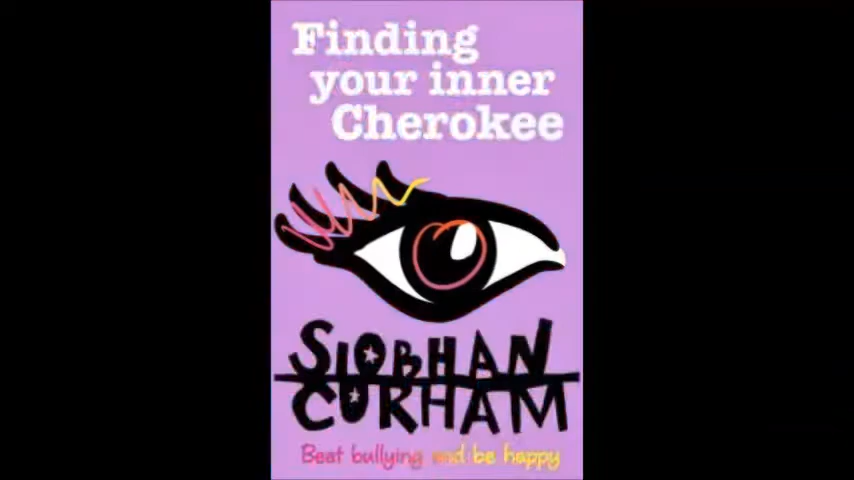 Finding
your inner
Cherokee
SIOBHAN
CURHAM
Beat bullying and be happy